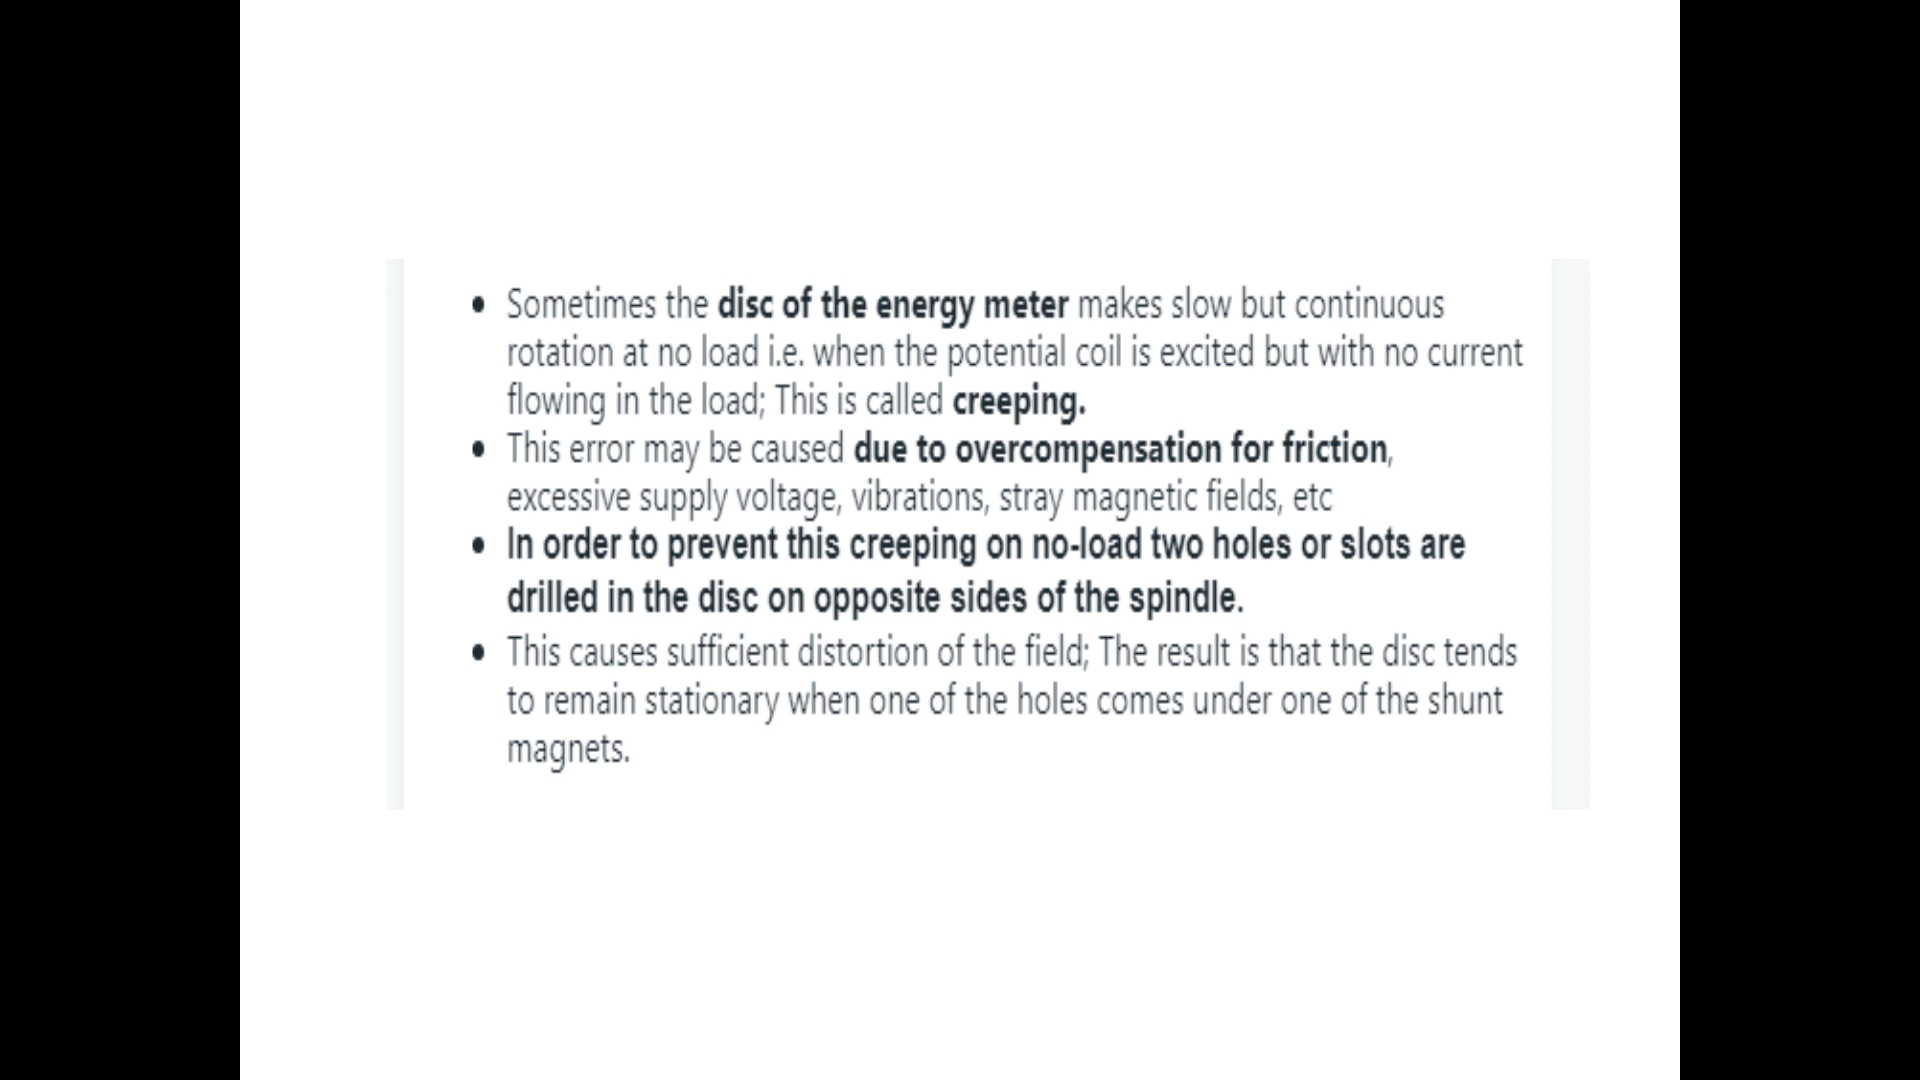 • Sometimes the disc of the energy meter makes slow but continuous
rotation at no load i.e. when the potential coil is excited but with no current
flowing in the load; This is called creeping.
• This error may be caused due to overcompensation for friction,
excessive supply voltage, vibrations, stray magnetic fields, etc
• In order to prevent this creeping on no-load two holes or slots are
drilled in the disc on opposite sides of the spindle.
• This causes sufficient distortion of the field; The result is that the disc tends
to remain stationary when one of the holes comes under one of the shunt
magnets.